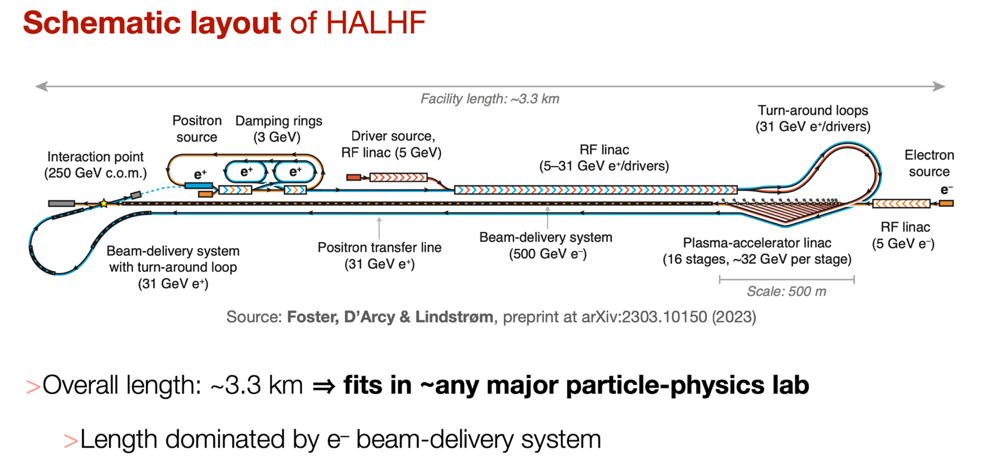 Schematic layout of HALHF
Facility length: ~3.3 km
Positron
source
Damping rings
(3 GeV)
Driver source,
RF linac (5 GeV)
RF linac
(5–31 GeV e⁺/drivers)
Turn-around loops
(31 GeV e⁺/drivers)
Interaction point
(250 GeV c.o.m.)
Electron
source
e⁺
e⁺
e⁺
e⁻
Beam-delivery system
with turn-around loop
(31 GeV e⁺)
Positron transfer line
(31 GeV e⁺)
Beam-delivery system
(500 GeV e⁻)
Plasma-accelerator linac
(16 stages, ~32 GeV per stage)
RF linac
(5 GeV e⁻)
Scale: 500 m
Source: Foster, D’Arcy & Lindstrøm, preprint at arXiv:2303.10150 (2023)
>Overall length: ~3.3 km ⇒ fits in ~any major particle-physics lab
>Length dominated by e⁻ beam-delivery system